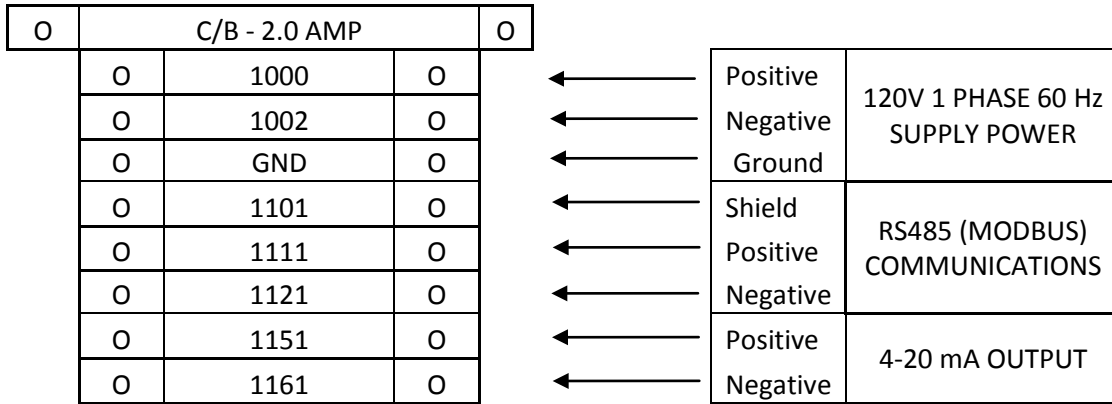 O C/B - 2.0 AMP O
O 1000 O Positive
O 1002 O Negative
O GND O Ground
120V 1 PHASE 60 Hz
SUPPLY POWER
O 1101 O Shield
O 1111 O Positive
O 1121 O Negative
RS485 (MODBUS)
COMMUNICATIONS
O 1151 O Positive
O 1161 O Negative
4-20 mA OUTPUT